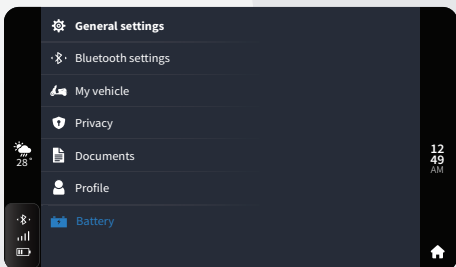 General settings
Bluetooth settings
My vehicle
Privacy
Documents
Profile
Battery
28°
12
49
AM